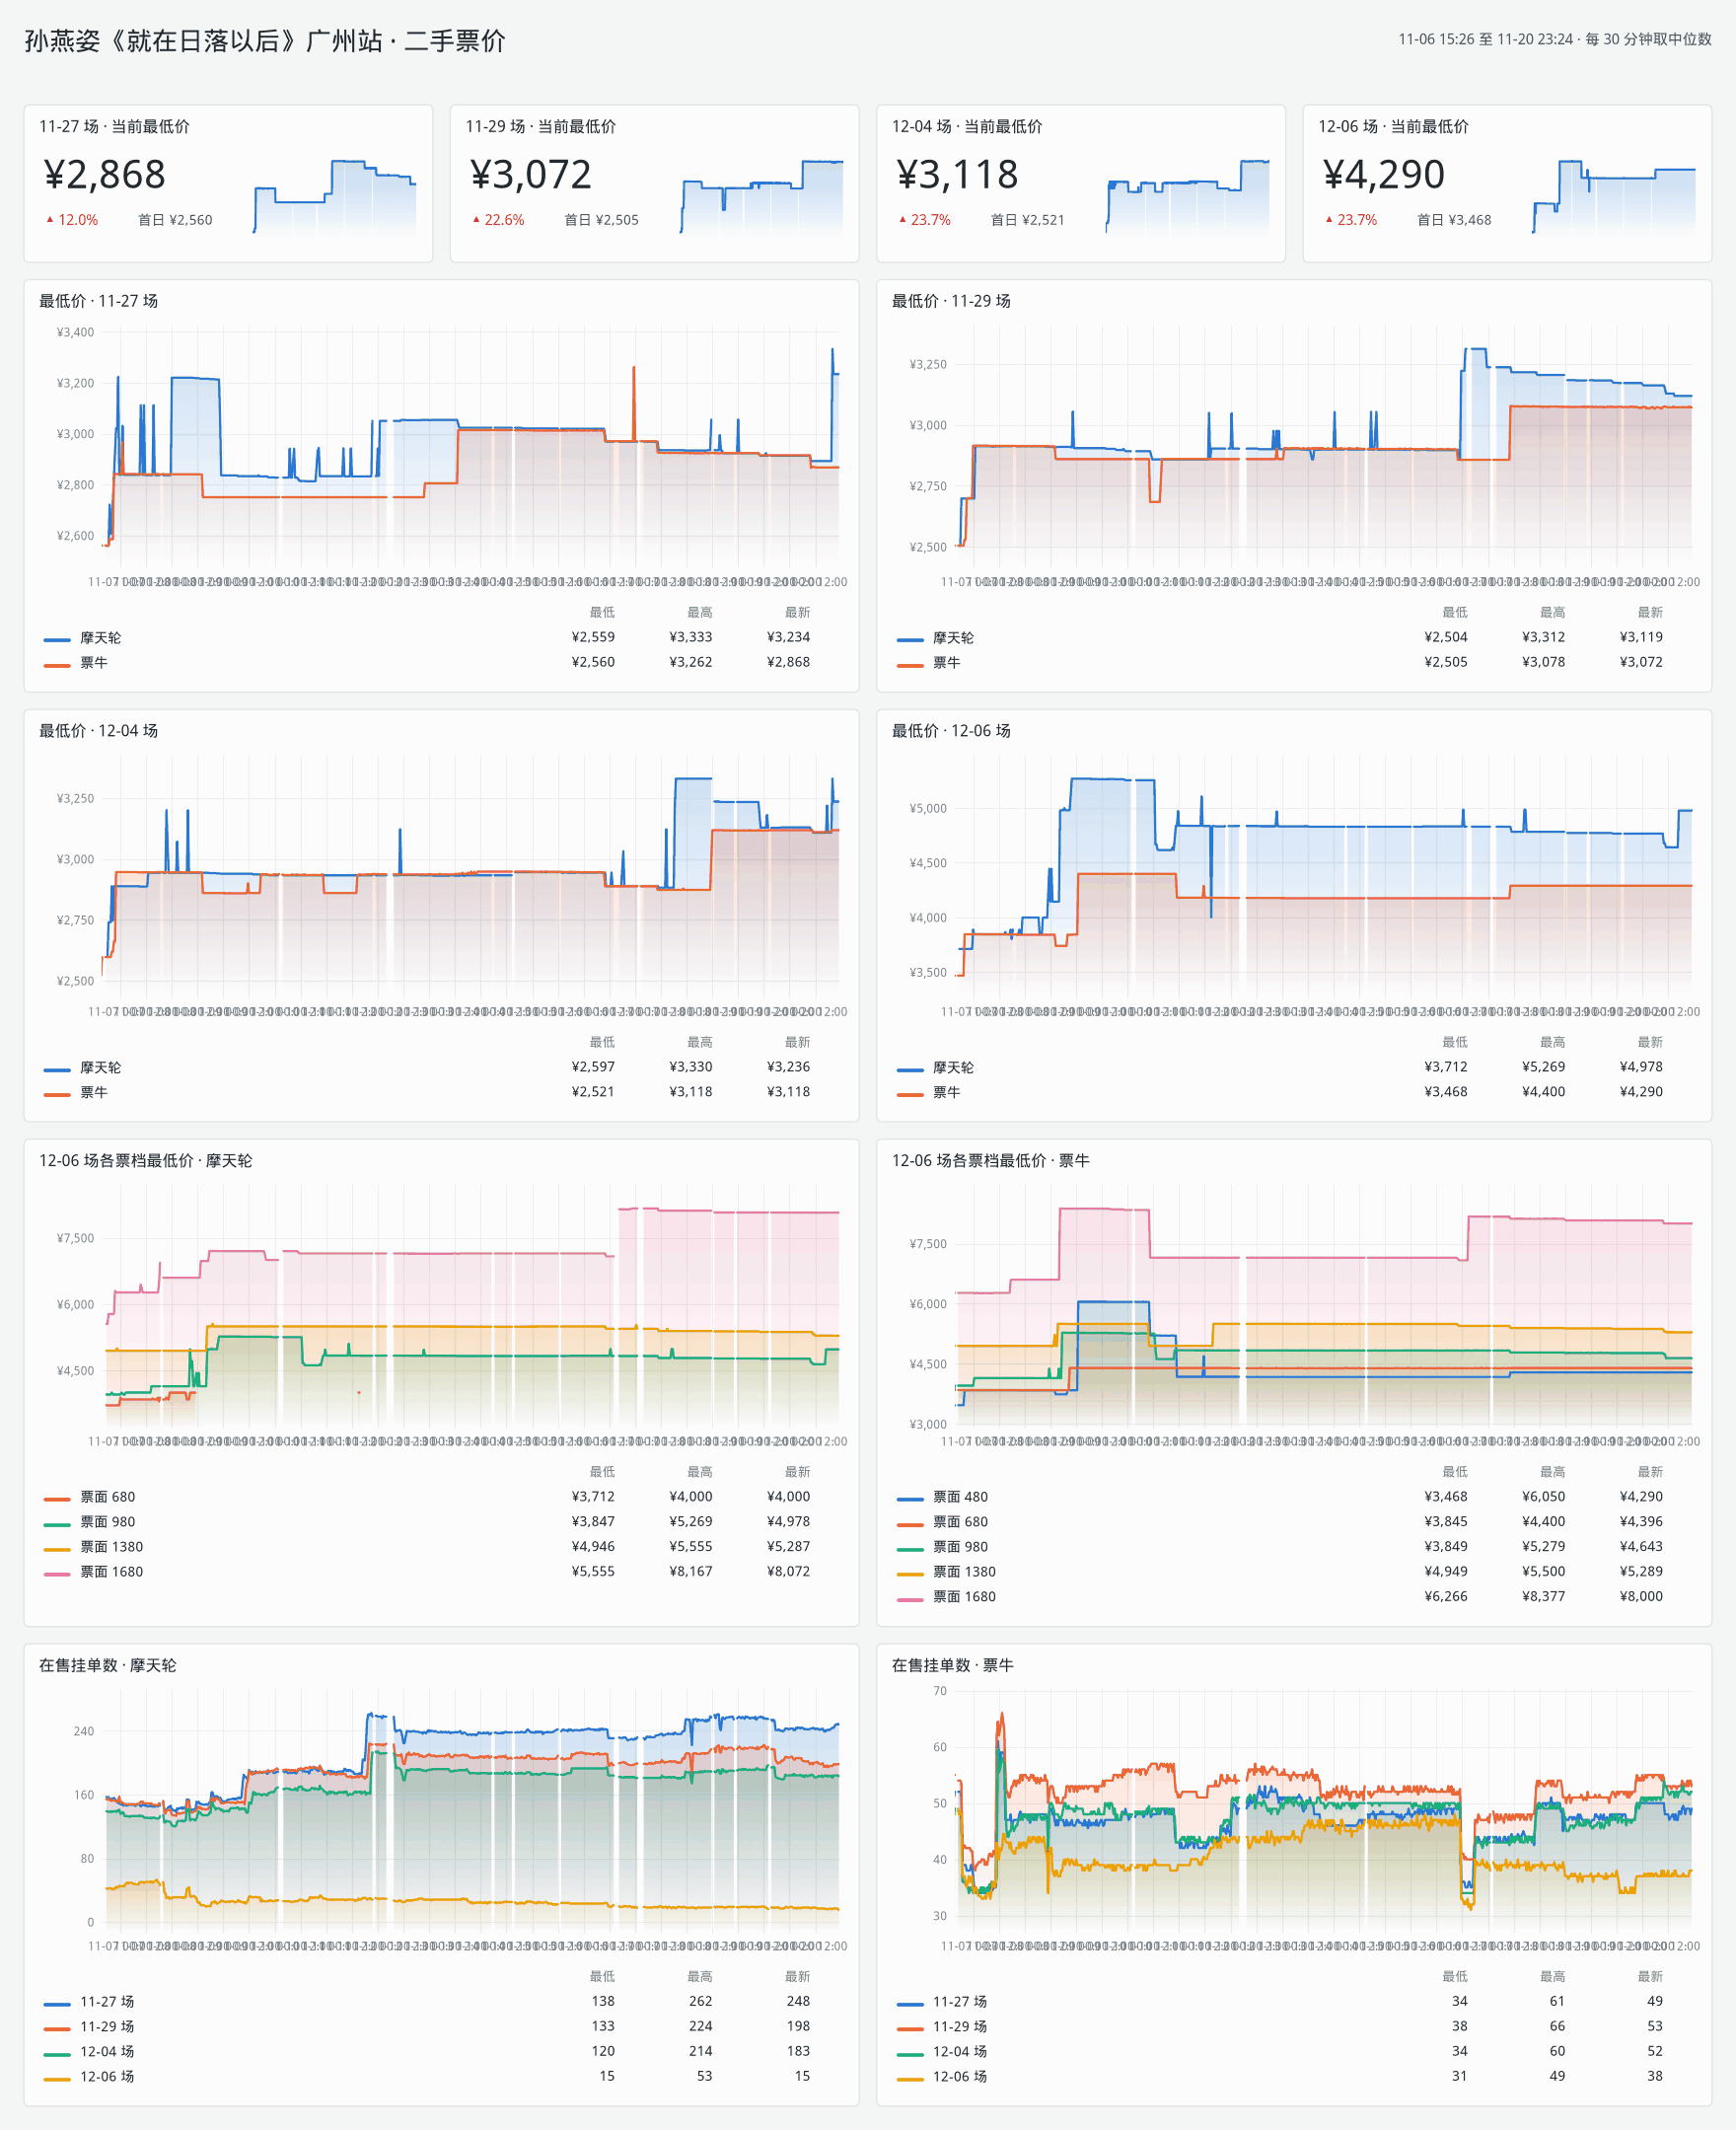 孙燕姿《就在日落以后》广州站 · 二手票价
11-06 15:26 至 11-20 23:24 · 每 30 分钟取中位数
11-27 场 · 当前最低价
¥2,868
▲ 12.0% 首日 ¥2,560
11-29 场 · 当前最低价
¥3,072
▲ 22.6% 首日 ¥2,505
12-04 场 · 当前最低价
¥3,118
▲ 23.7% 首日 ¥2,521
12-06 场 · 当前最低价
¥4,290
▲ 23.7% 首日 ¥3,468
最低价 · 11-27 场
¥3,400
¥3,200
¥3,000
¥2,800
¥2,600
最低 最高 最新
摩天轮 ¥2,559 ¥3,333 ¥3,234
票牛 ¥2,560 ¥3,262 ¥2,868
最低价 · 11-29 场
¥3,250
¥3,000
¥2,750
¥2,500
最低 最高 最新
摩天轮 ¥2,504 ¥3,312 ¥3,119
票牛 ¥2,505 ¥3,078 ¥3,072
最低价 · 12-04 场
¥3,250
¥3,000
¥2,750
¥2,500
最低 最高 最新
摩天轮 ¥2,597 ¥3,330 ¥3,236
票牛 ¥2,521 ¥3,118 ¥3,118
最低价 · 12-06 场
¥5,000
¥4,500
¥4,000
¥3,500
最低 最高 最新
摩天轮 ¥3,712 ¥5,269 ¥4,978
票牛 ¥3,468 ¥4,400 ¥4,290
12-06 场各票档最低价 · 摩天轮
¥7,500
¥6,000
¥4,500
最低 最高 最新
票面 680 ¥3,712 ¥4,000 ¥4,000
票面 980 ¥3,847 ¥5,269 ¥4,978
票面 1380 ¥4,946 ¥5,555 ¥5,287
票面 1680 ¥5,555 ¥8,167 ¥8,072
12-06 场各票档最低价 · 票牛
¥7,500
¥6,000
¥4,500
¥3,000
最低 最高 最新
票面 480 ¥3,468 ¥6,050 ¥4,290
票面 680 ¥3,845 ¥4,400 ¥4,396
票面 980 ¥3,849 ¥5,279 ¥4,643
票面 1380 ¥4,949 ¥5,500 ¥5,289
票面 1680 ¥6,266 ¥8,377 ¥8,000
在售挂单数 · 摩天轮
240
160
80
0
最低 最高 最新
11-27 场 138 262 248
11-29 场 133 224 198
12-04 场 120 214 183
12-06 场 15 53 15
在售挂单数 · 票牛
70
60
50
40
30
最低 最高 最新
11-27 场 34 61 49
11-29 场 38 66 53
12-04 场 34 60 52
12-06 场 31 49 38